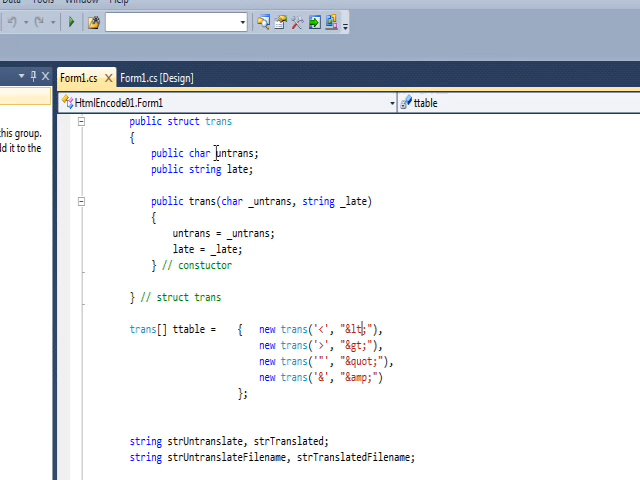 Data Tools Window Help
Form1.cs X Form1.cs [Design]
HtmlEncode01.Form1 ttable
this group.
ld it to the
public struct trans
{
public char untrans;
public string late;
public trans(char _untrans, string _late)
{
untrans = _untrans;
late = _late;
} // constuctor
} // struct trans
trans[] ttable = { new trans('<', "&lt;"),
new trans('>', "&gt;"),
new trans('"', "&quot;"),
new trans('&', "&amp;")
};
string strUntranslate, strTranslated;
string strUntranslateFilename, strTranslatedFilename;